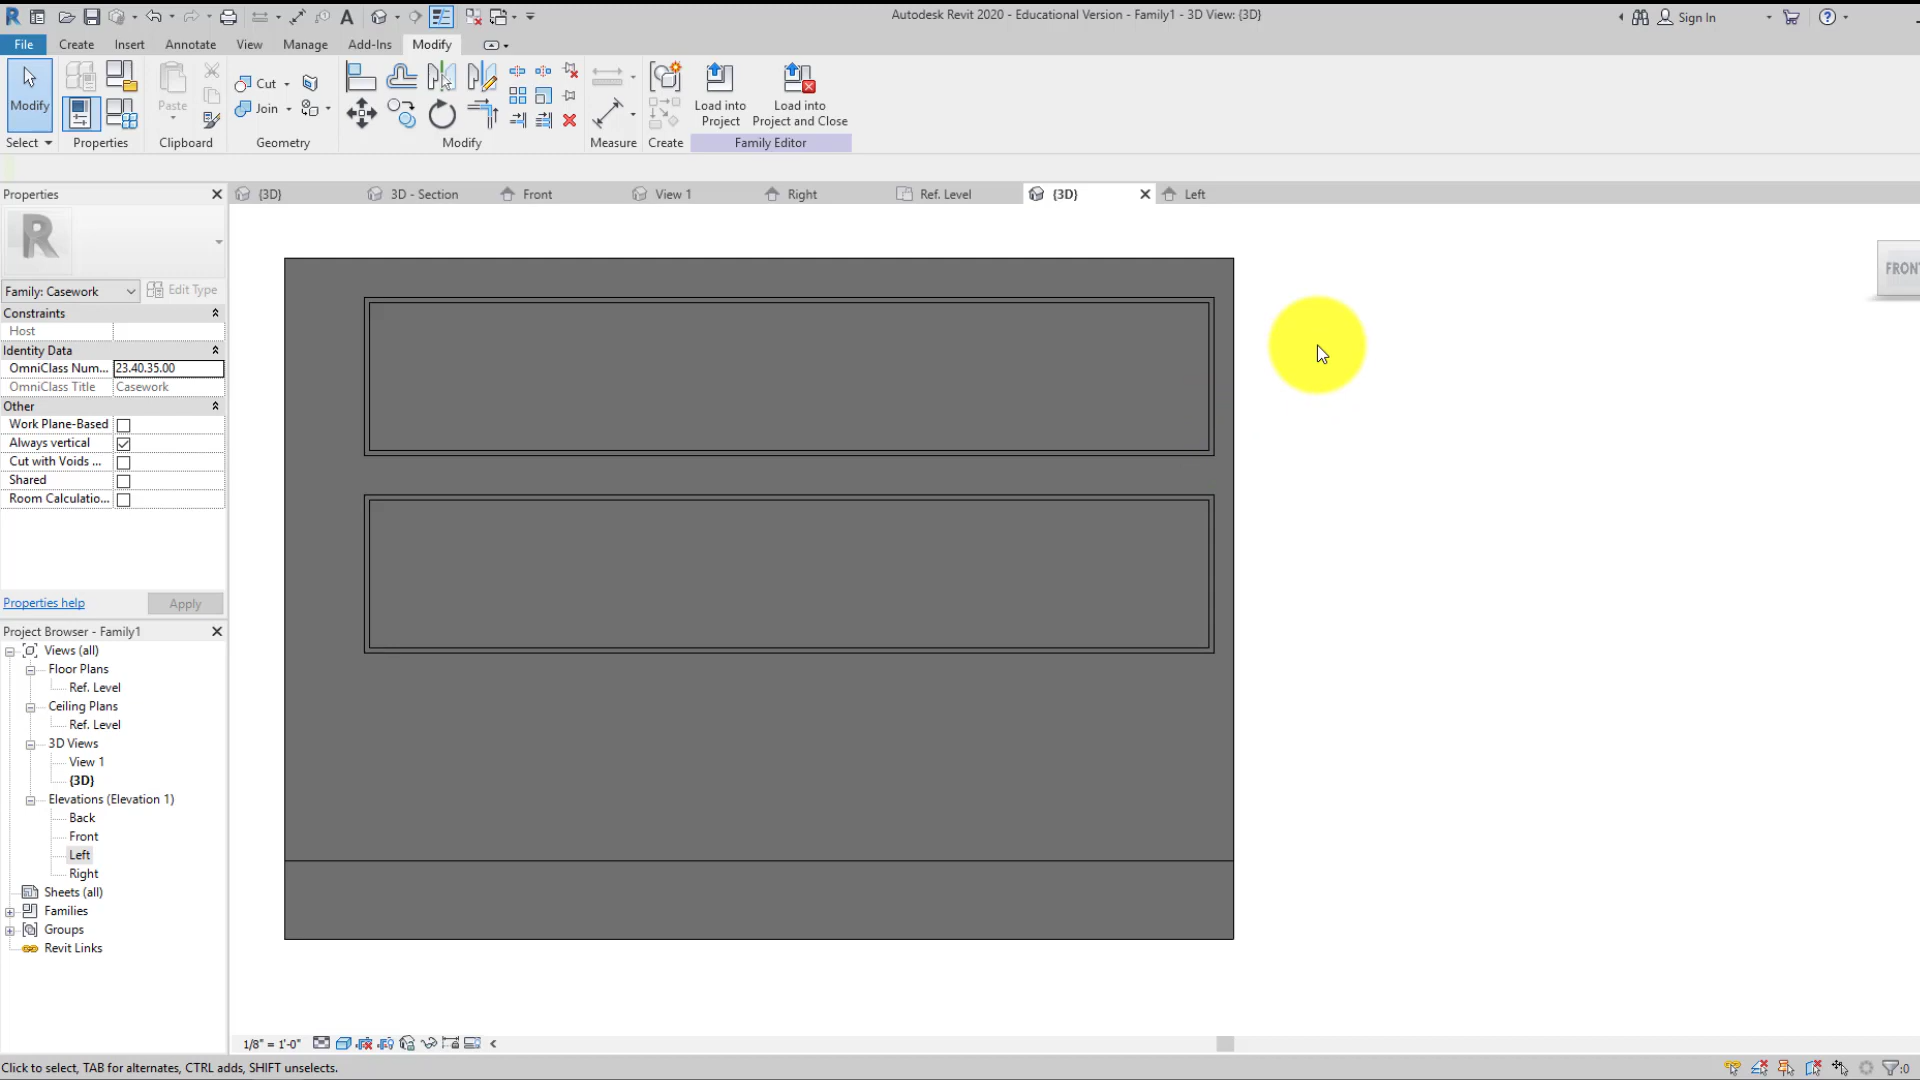 Autodesk Revit 2020 - Educational Version - Family1 - 3D View: {3D}
Sign In
File Create Insert Annotate View Manage Add-Ins Modify
Modify
Paste
Cut
Join
Load into
Project
Load into
Project and Close
Select Properties Clipboard Geometry Modify Measure Create Family Editor
Properties
{3D} 3D - Section Front View 1 Right Ref. Level {3D} Left
R
Family: Casework Edit Type
Constraints
Host
Identity Data
OmniClass Num... 23.40.35.00
OmniClass Title Casework
Other
Work Plane-Based
Always vertical
Cut with Voids ...
Shared
Room Calculatio...
Properties help Apply
Project Browser - Family1
Views (all)
Floor Plans
Ref. Level
Ceiling Plans
Ref. Level
3D Views
View 1
{3D}
Elevations (Elevation 1)
Back
Front
Left
Right
Sheets (all)
Families
Groups
Revit Links
FRONT
1/8" = 1'-0"
Click to select, TAB for alternates, CTRL adds, SHIFT unselects.
:0